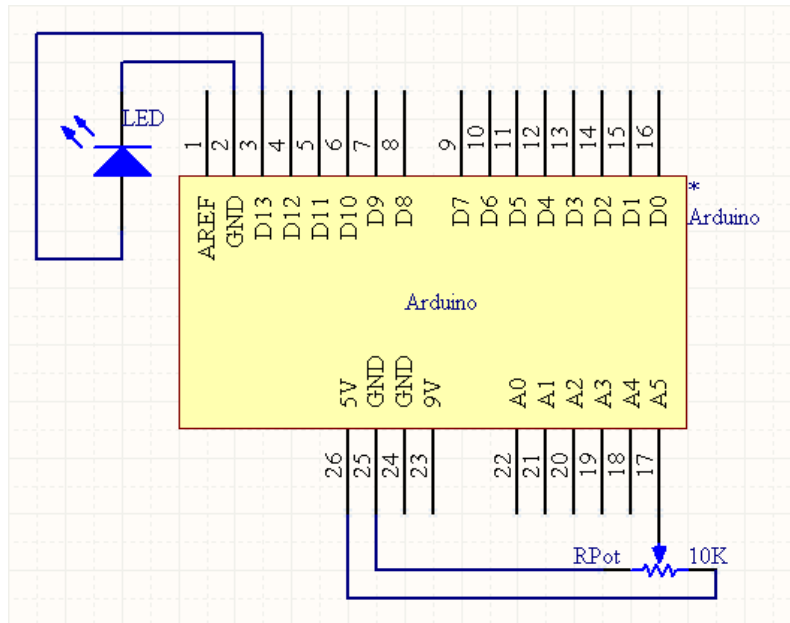 LED
1
2
3
4
5
6
7
8
9
10
11
12
13
14
15
16
AREF
GND
D13
D12
D11
D10
D9
D8
D7
D6
D5
D4
D3
D2
D1
D0
*
Arduino
Arduino
5V
GND
GND
9V
A0
A1
A2
A3
A4
A5
26
25
24
23
22
21
20
19
18
17
RPot
10K